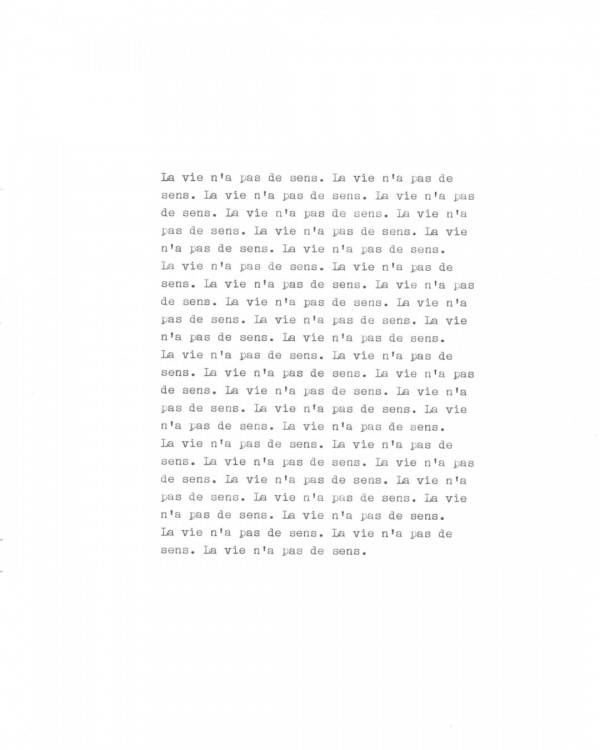 La vie n'a pas de sens. La vie n'a pas de
sens. La vie n'a pas de sens. La vie n'a pas
de sens. La vie n'a pas de sens. La vie n'a
pas de sens. La vie n'a pas de sens. La vie
n'a pas de sens. La vie n'a pas de sens.
La vie n'a pas de sens. La vie n'a pas de
sens. La vie n'a pas de sens. La vie n'a pas
de sens. La vie n'a pas de sens. La vie n'a
pas de sens. La vie n'a pas de sens. La vie
n'a pas de sens. La vie n'a pas de sens.
La vie n'a pas de sens. La vie n'a pas de
sens. La vie n'a pas de sens. La vie n'a pas
de sens. La vie n'a pas de sens. La vie n'a
pas de sens. La vie n'a pas de sens. La vie
n'a pas de sens. La vie n'a pas de sens.
La vie n'a pas de sens. La vie n'a pas de
sens. La vie n'a pas de sens. La vie n'a pas
de sens. La vie n'a pas de sens. La vie n'a
pas de sens. La vie n'a pas de sens. La vie
n'a pas de sens. La vie n'a pas de sens.
La vie n'a pas de sens. La vie n'a pas de
sens. La vie n'a pas de sens.